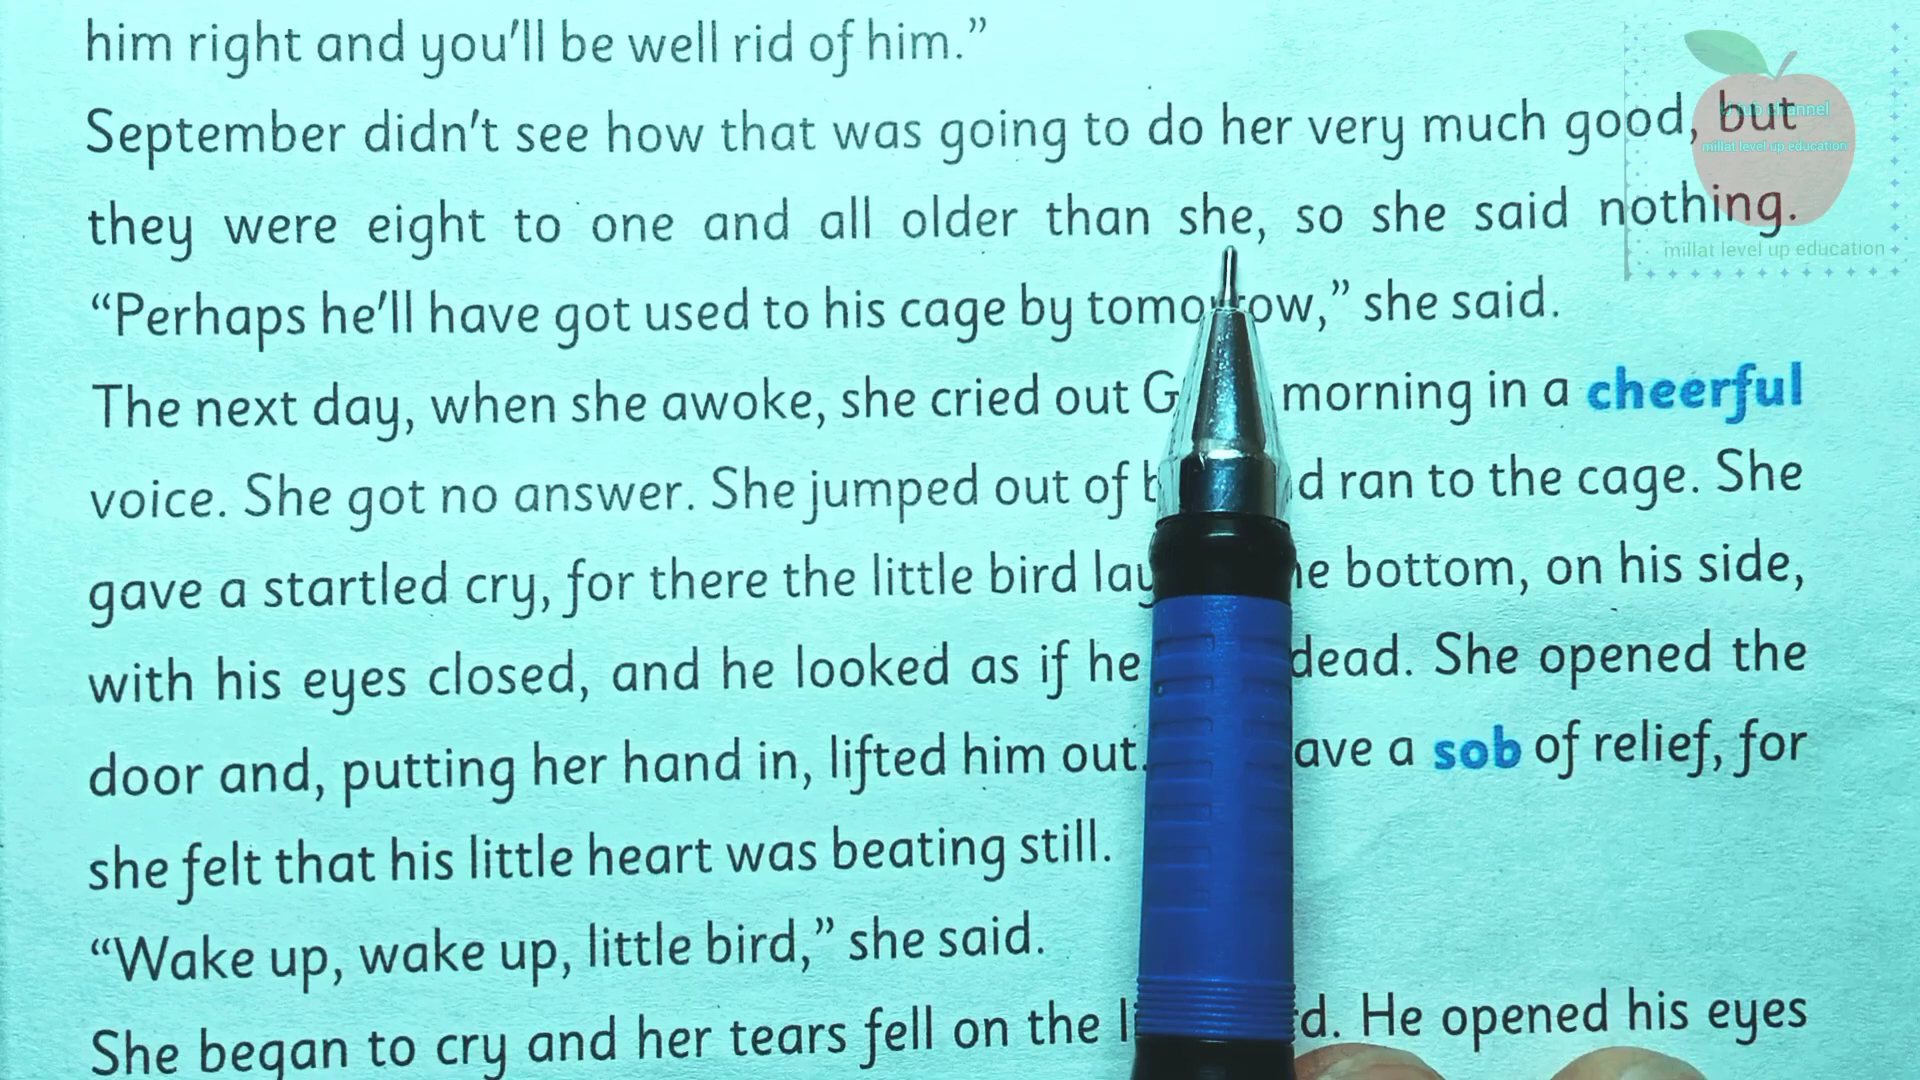 him right and you'll be well rid of him.”
September didn't see how that was going to do her very much good, but
they were eight to one and all older than she, so she said nothing.
“Perhaps he'll have got used to his cage by tomorrow,” she said.
The next day, when she awoke, she cried out morning in a cheerful
voice. She got no answer. She jumped out of ran to the cage. She
gave a startled cry, for there the little bird lay bottom, on his side,
with his eyes closed, and he looked as if he dead. She opened the
door and, putting her hand in, lifted him out. a sob of relief, for
she felt that his little heart was beating still.
“Wake up, wake up, little bird,” she said.
She began to cry and her tears fell on the He opened his eyes
channel
millat level up education
millat level up education